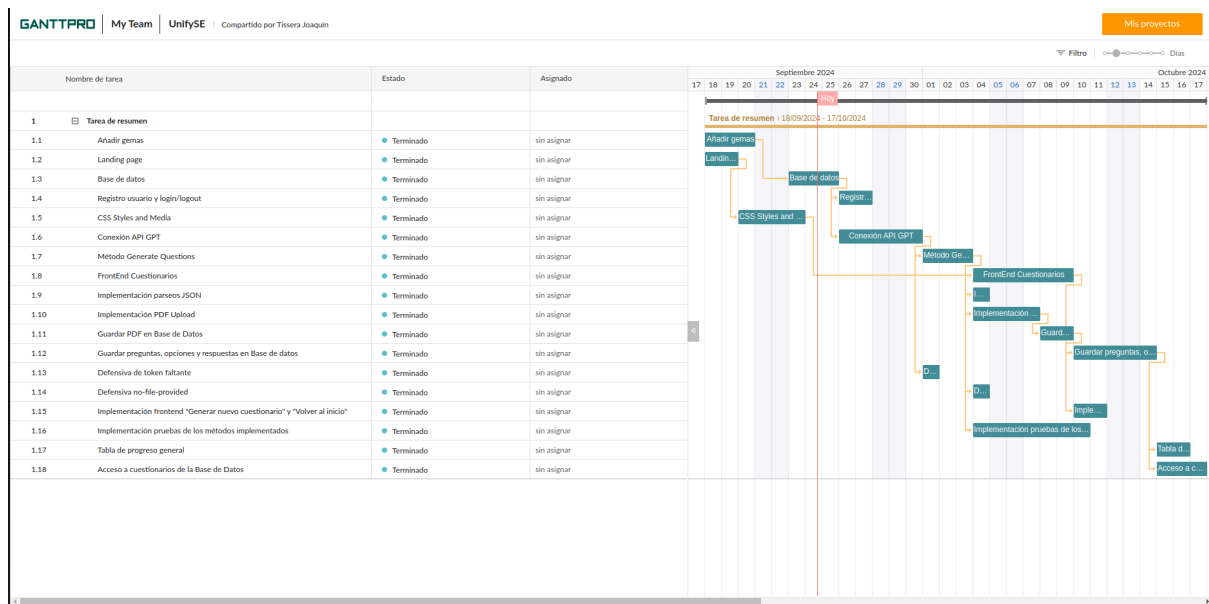 GANTTPRO My Team UnifySE Compartido por Tissera Joaquín Mis proyectos
Filtro Días
Nombre de tarea Estado Asignado Septiembre 2024 Octubre 2024
17 18 19 20 21 22 23 24 25 26 27 28 29 30 01 02 03 04 05 06 07 08 09 10 11 12 13 14 15 16 17
Hoy
1 Tarea de resumen Tarea de resumen 18/09/2024 - 17/10/2024
1.1 Añadir gemas Terminado sin asignar Añadir gemas
1.2 Landing page Terminado sin asignar Landin...
1.3 Base de datos Terminado sin asignar Base de datos
1.4 Registro usuario y login/logout Terminado sin asignar Registr...
1.5 CSS Styles and Media Terminado sin asignar CSS Styles and ...
1.6 Conexión API GPT Terminado sin asignar Conexión API GPT
1.7 Método Generate Questions Terminado sin asignar Método Ge...
1.8 FrontEnd Cuestionarios Terminado sin asignar FrontEnd Cuestionarios
1.9 Implementación parseos JSON Terminado sin asignar I...
1.10 Implementación PDF Upload Terminado sin asignar Implementación ...
1.11 Guardar PDF en Base de Datos Terminado sin asignar Guard...
1.12 Guardar preguntas, opciones y respuestas en Base de datos Terminado sin asignar Guardar preguntas, o...
1.13 Defensiva de token faltante Terminado sin asignar D...
1.14 Defensiva no-file-provided Terminado sin asignar D...
1.15 Implementación frontend "Generar nuevo cuestionario" y "Volver al inicio" Terminado sin asignar Imple...
1.16 Implementación pruebas de los métodos implementados Terminado sin asignar Implementación pruebas de los...
1.17 Tabla de progreso general Terminado sin asignar Tabla d...
1.18 Acceso a cuestionarios de la Base de Datos Terminado sin asignar Acceso a c...